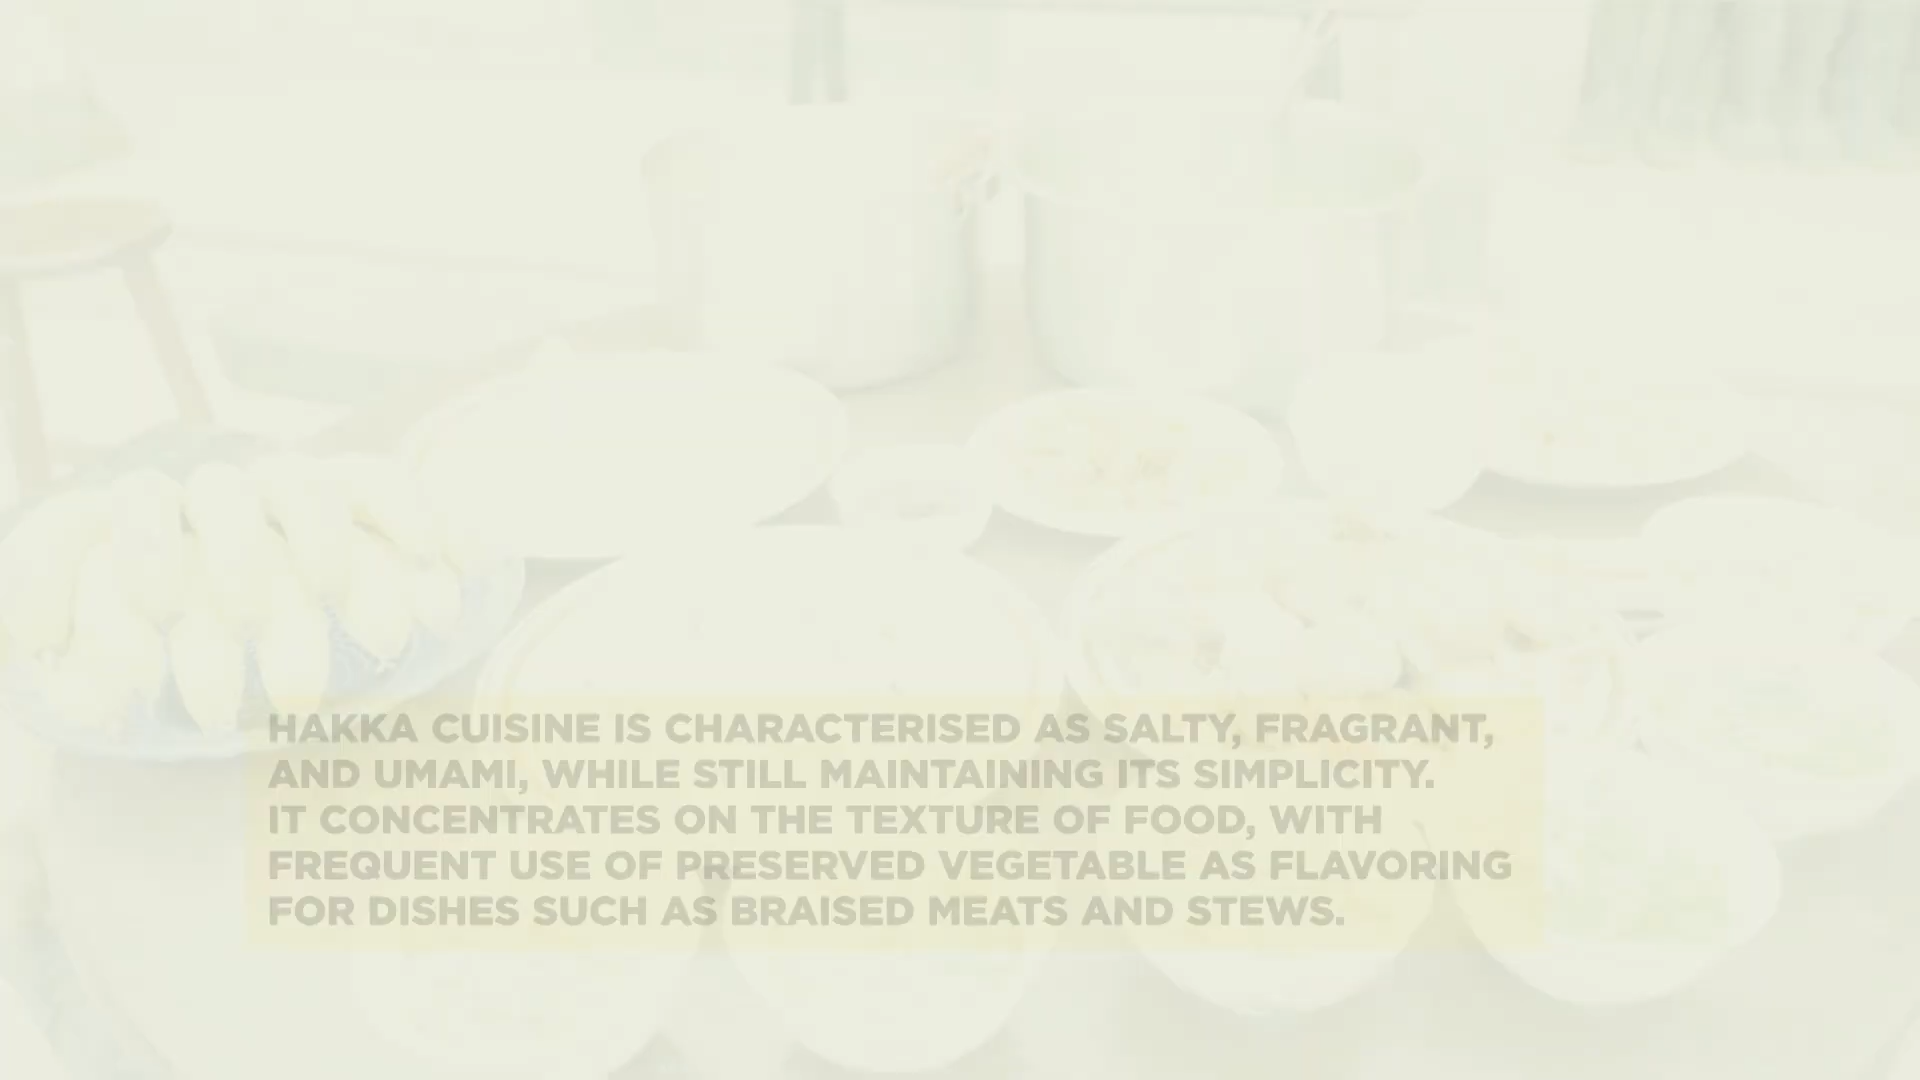 HAKKA CUISINE IS CHARACTERISED AS SALTY, FRAGRANT,
AND UMAMI, WHILE STILL MAINTAINING ITS SIMPLICITY.
IT CONCENTRATES ON THE TEXTURE OF FOOD, WITH
FREQUENT USE OF PRESERVED VEGETABLE AS FLAVORING
FOR DISHES SUCH AS BRAISED MEATS AND STEWS.